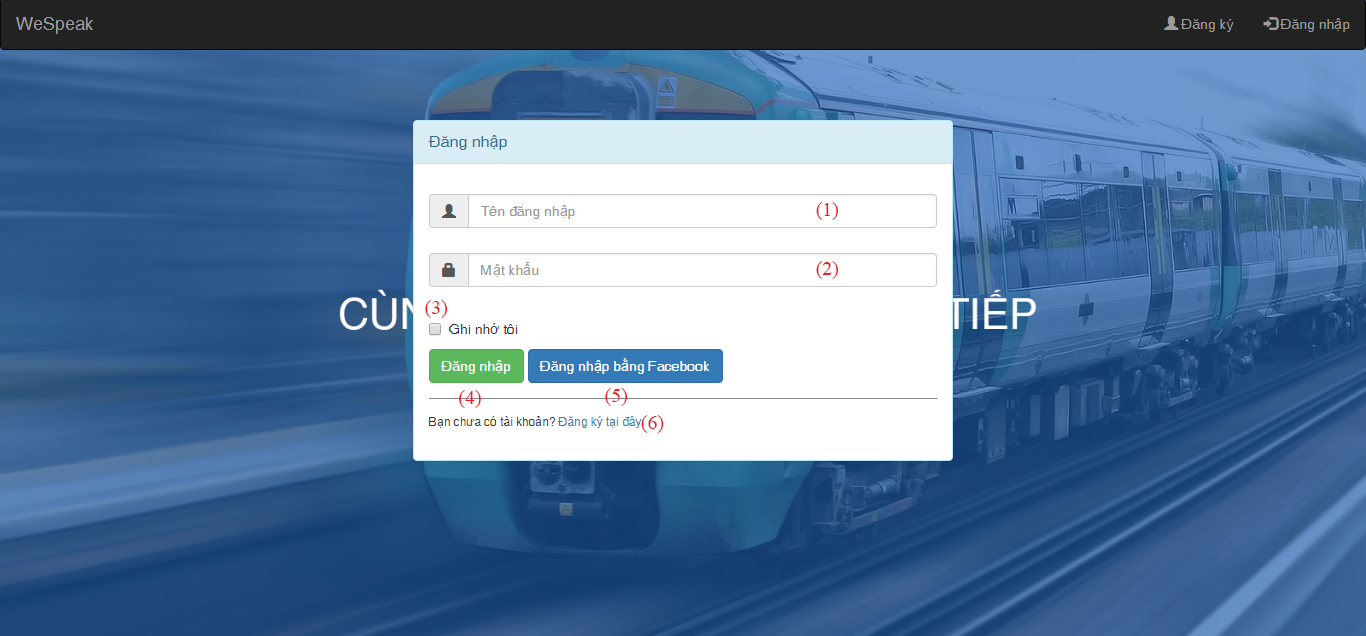 WeSpeak Đăng ký Đăng nhập
Đăng nhập
Tên đăng nhập (1)
Mật khẩu (2)
CÙN TIẾP
(3)
Ghi nhớ tôi
Đăng nhập Đăng nhập bằng Facebook
(4) (5)
Bạn chưa có tài khoản? Đăng ký tại đây (6)